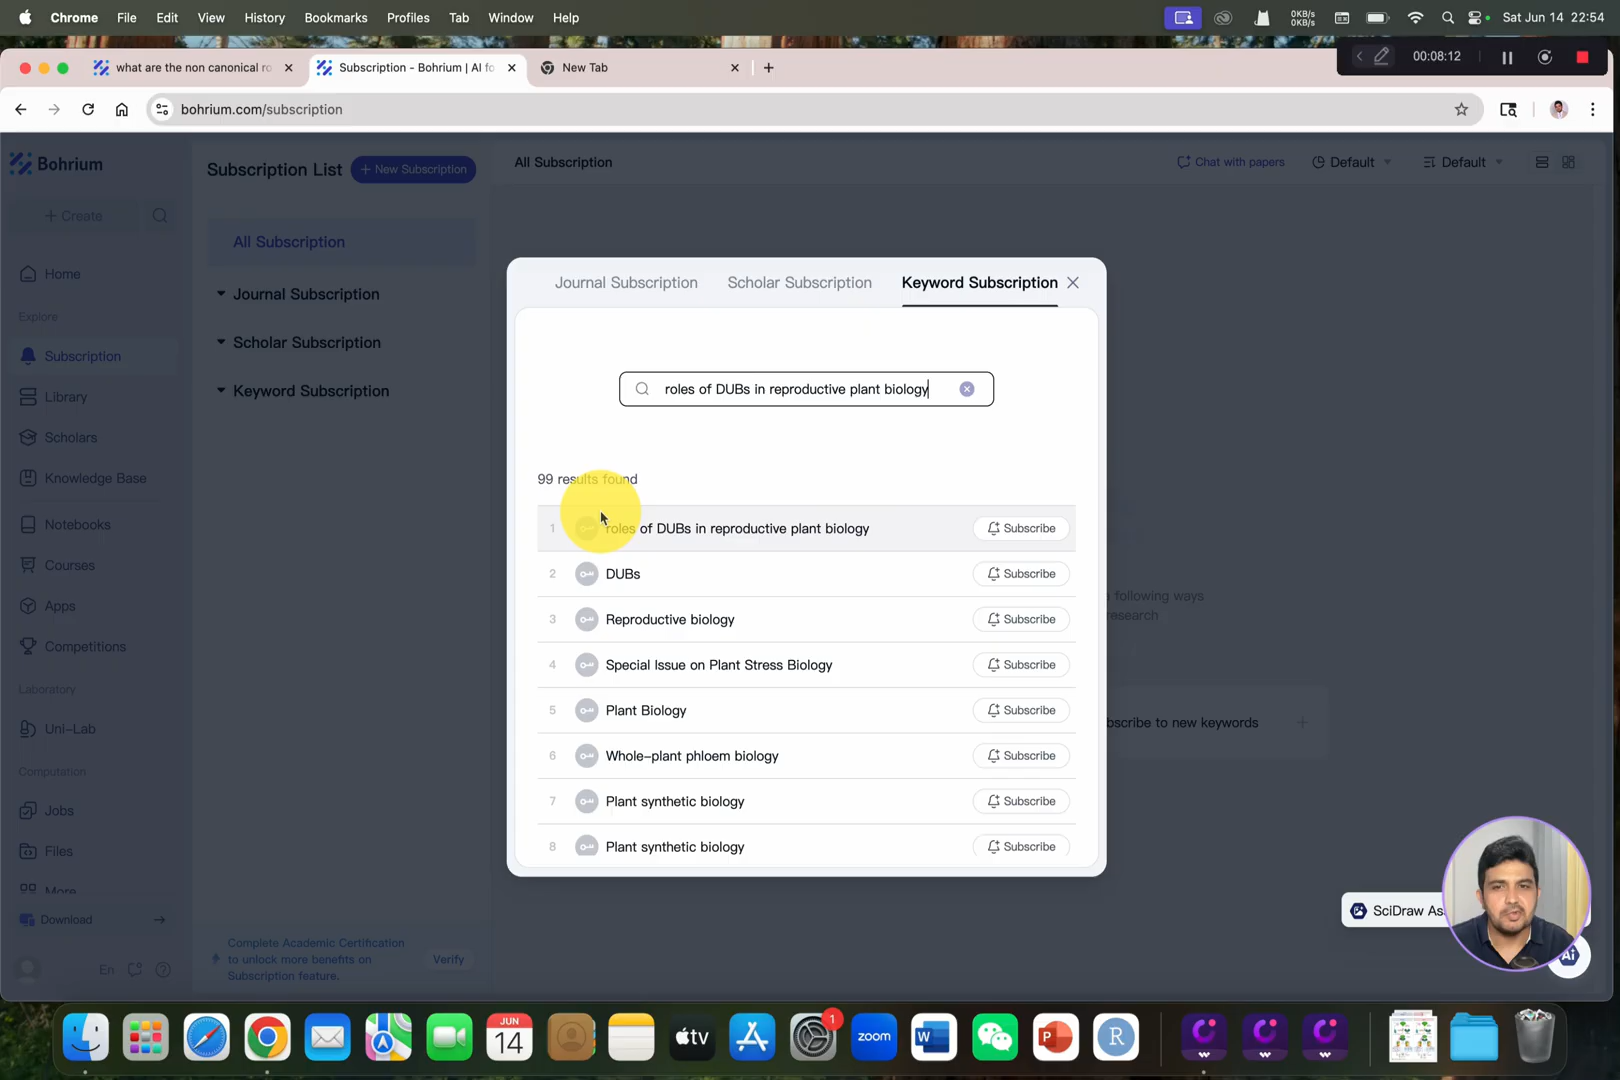 Chrome File Edit View History Bookmarks Profiles Tab Window Help
0KB/s
0KB/s
Sat Jun 14 22:54
what are the non canonical ro
Subscription - Bohrium | AI fo
New Tab
00:08:12
bohrium.com/subscription
Bohrium
Create
Home
Explore
Subscription
Library
Scholars
Knowledge Base
Notebooks
Courses
Apps
Competitions
Laboratory
Uni-Lab
Computation
Jobs
Files
More
Download
En
Subscription List
+ New Subscription
All Subscription
Journal Subscription
Scholar Subscription
Keyword Subscription
Complete Academic Certification
to unlock more benefits on
Subscription feature.
Verify
All Subscription
Chat with papers
Default
Default
Journal Subscription
Scholar Subscription
Keyword Subscription
roles of DUBs in reproductive plant biology
99 results found
1 roles of DUBs in reproductive plant biology Subscribe
2 DUBs Subscribe
3 Reproductive biology Subscribe
4 Special Issue on Plant Stress Biology Subscribe
5 Plant Biology Subscribe
6 Whole-plant phloem biology Subscribe
7 Plant synthetic biology Subscribe
8 Plant synthetic biology Subscribe
following ways
research
bscribe to new keywords
SciDraw As
Ai
JUN
14
tv
1
zoom
W
P
R